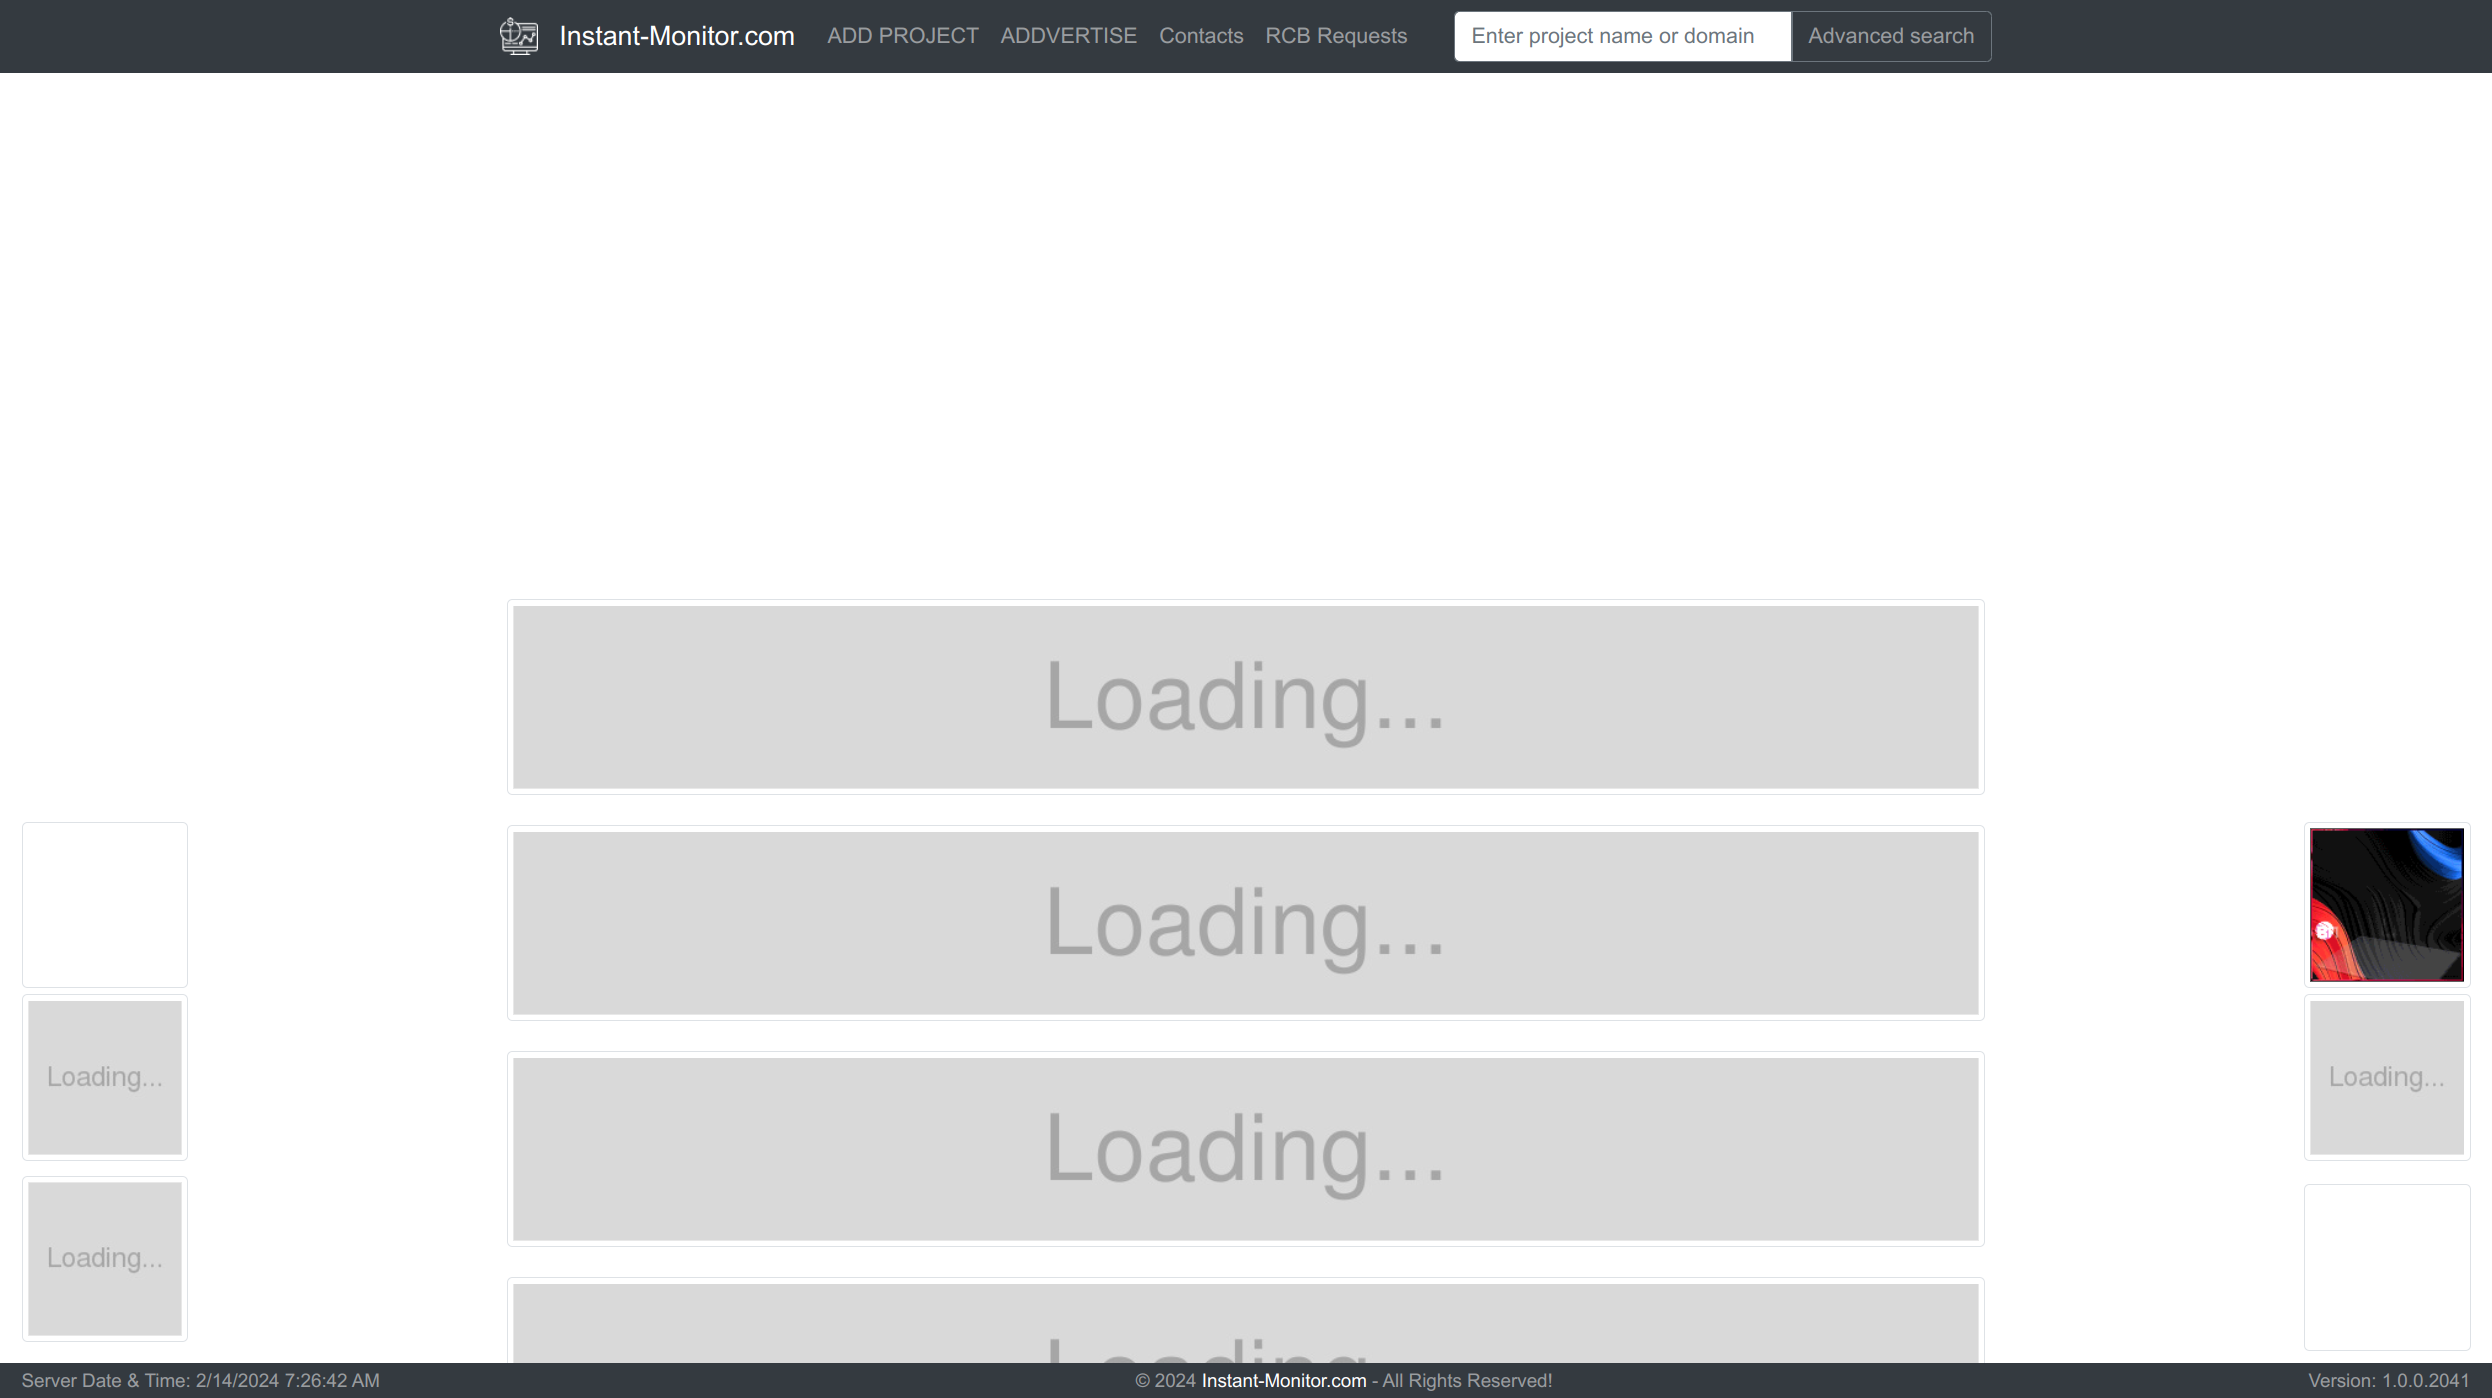 Instant-Monitor.com ADD PROJECT ADDVERTISE Contacts RCB Requests Enter project name or domain Advanced search
Loading...
Loading...
Loading... Loading...
Loading...
Loading...
Loading...
Server Date & Time: 2/14/2024 7:26:42 AM © 2024 Instant-Monitor.com - All Rights Reserved! Version: 1.0.0.2041